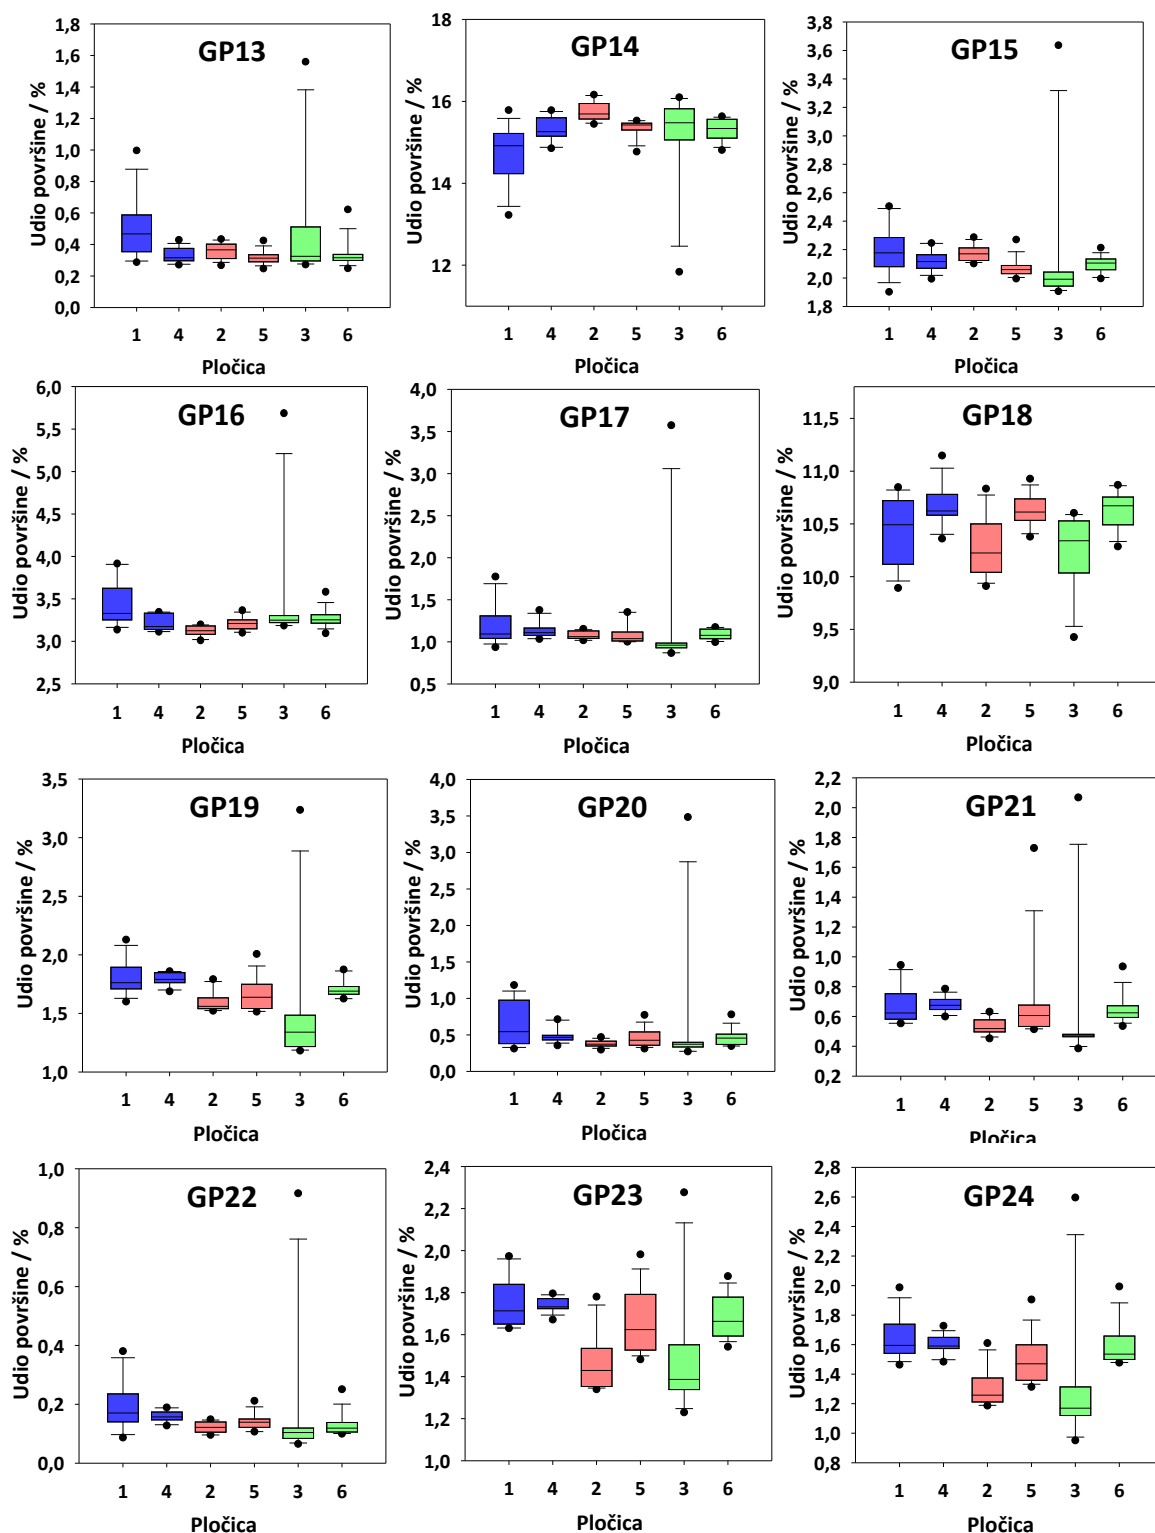 GP13
Udio površine / %
1,8
1,6
1,4
1,2
1,0
0,8
0,6
0,4
0,2
0,0
1 4 2 5 3 6
Pločica
GP14
Udio površine / %
18
16
14
12
1 4 2 5 3 6
Pločica
GP15
Udio površine / %
3,8
3,6
3,4
3,2
3,0
2,8
2,6
2,4
2,2
2,0
1,8
1 4 2 5 3 6
Pločica
GP16
Udio površine / %
6,0
5,5
5,0
4,5
4,0
3,5
3,0
2,5
1 4 2 5 3 6
Pločica
GP17
Udio površine / %
4,0
3,5
3,0
2,5
2,0
1,5
1,0
0,5
1 4 2 5 3 6
Pločica
GP18
Udio površine / %
11,5
11,0
10,5
10,0
9,5
9,0
1 4 2 5 3 6
Pločica
GP19
Udio površine / %
3,5
3,0
2,5
2,0
1,5
1,0
1 4 2 5 3 6
Pločica
GP20
Udio površine / %
4,0
3,5
3,0
2,5
2,0
1,5
1,0
0,5
0,0
1 4 2 5 3 6
Pločica
GP21
Udio površine / %
2,2
2,0
1,8
1,6
1,4
1,2
1,0
0,8
0,6
0,4
0,2
1 4 2 5 3 6
Pločica
GP22
Udio površine / %
1,0
0,8
0,6
0,4
0,2
0,0
1 4 2 5 3 6
Pločica
GP23
Udio površine / %
2,4
2,2
2,0
1,8
1,6
1,4
1,2
1,0
1 4 2 5 3 6
Pločica
GP24
Udio površine / %
2,8
2,6
2,4
2,2
2,0
1,8
1,6
1,4
1,2
1,0
0,8
1 4 2 5 3 6
Pločica